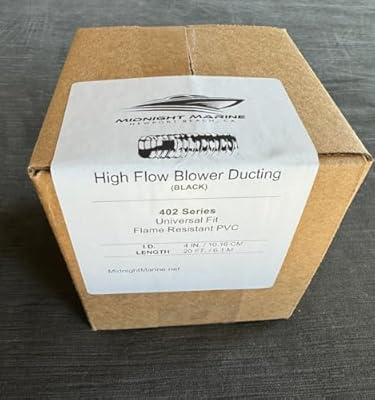 MIDNIGHT MARINE
NEWPORT BEACH, CA
High Flow Blower Ducting
(BLACK)
402 Series
Universal Fit
Flame Resistant PVC
I.D. 4 IN. / 10.16 CM
LENGTH 20 FT. / 6.1 M
MidnightMarine.net